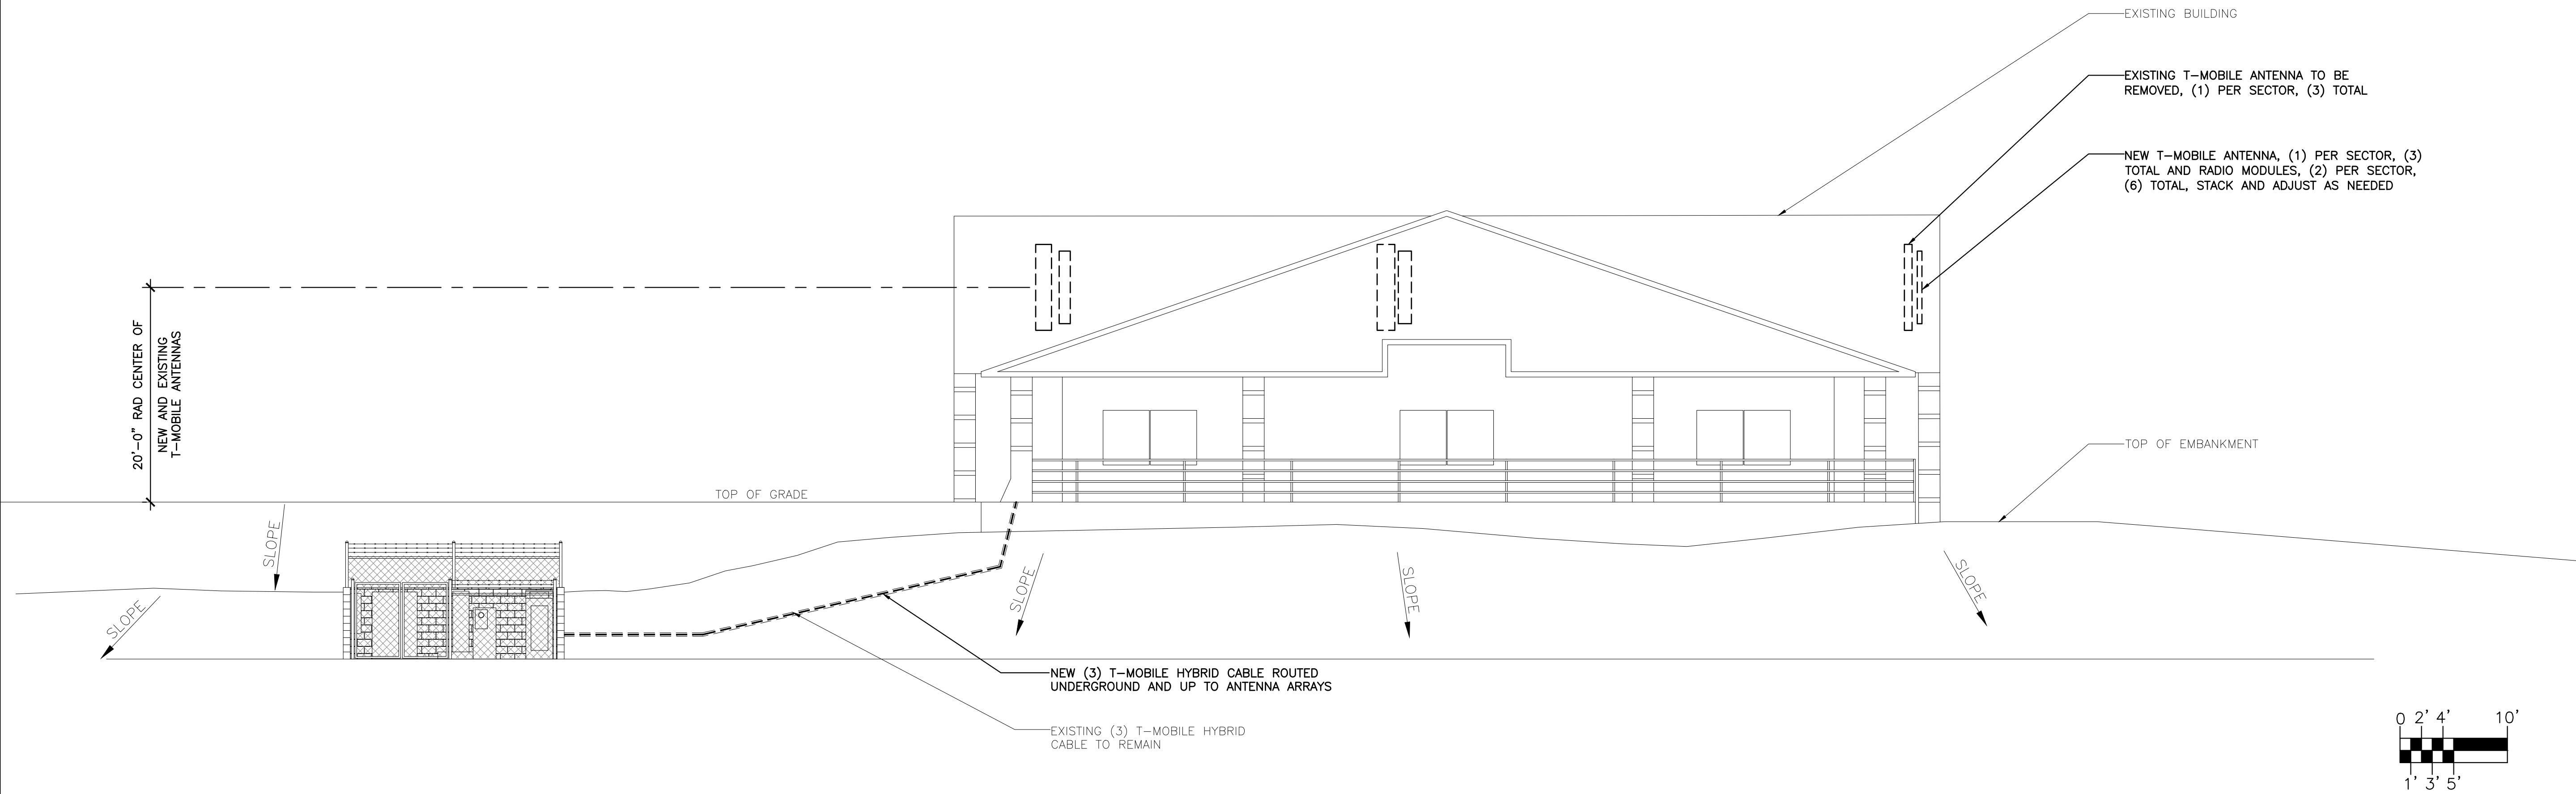 EXISTING BUILDING
EXISTING T-MOBILE ANTENNA TO BE
REMOVED, (1) PER SECTOR, (3) TOTAL
NEW T-MOBILE ANTENNA, (1) PER SECTOR, (3)
TOTAL AND RADIO MODULES, (2) PER SECTOR,
(6) TOTAL, STACK AND ADJUST AS NEEDED
20'-0" RAD CENTER OF
NEW AND EXISTING
T-MOBILE ANTENNAS
TOP OF EMBANKMENT
TOP OF GRADE
SLOPE
SLOPE
SLOPE
SLOPE
SLOPE
NEW (3) T-MOBILE HYBRID CABLE ROUTED
UNDERGROUND AND UP TO ANTENNA ARRAYS
EXISTING (3) T-MOBILE HYBRID
CABLE TO REMAIN
0 2' 4' 10'
1' 3' 5'